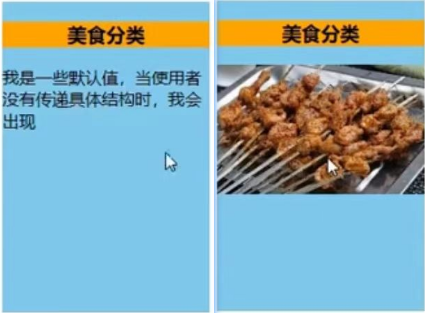 美食分类
我是一些默认值，当使用者
没有传递具体结构时，我会
出现
美食分类